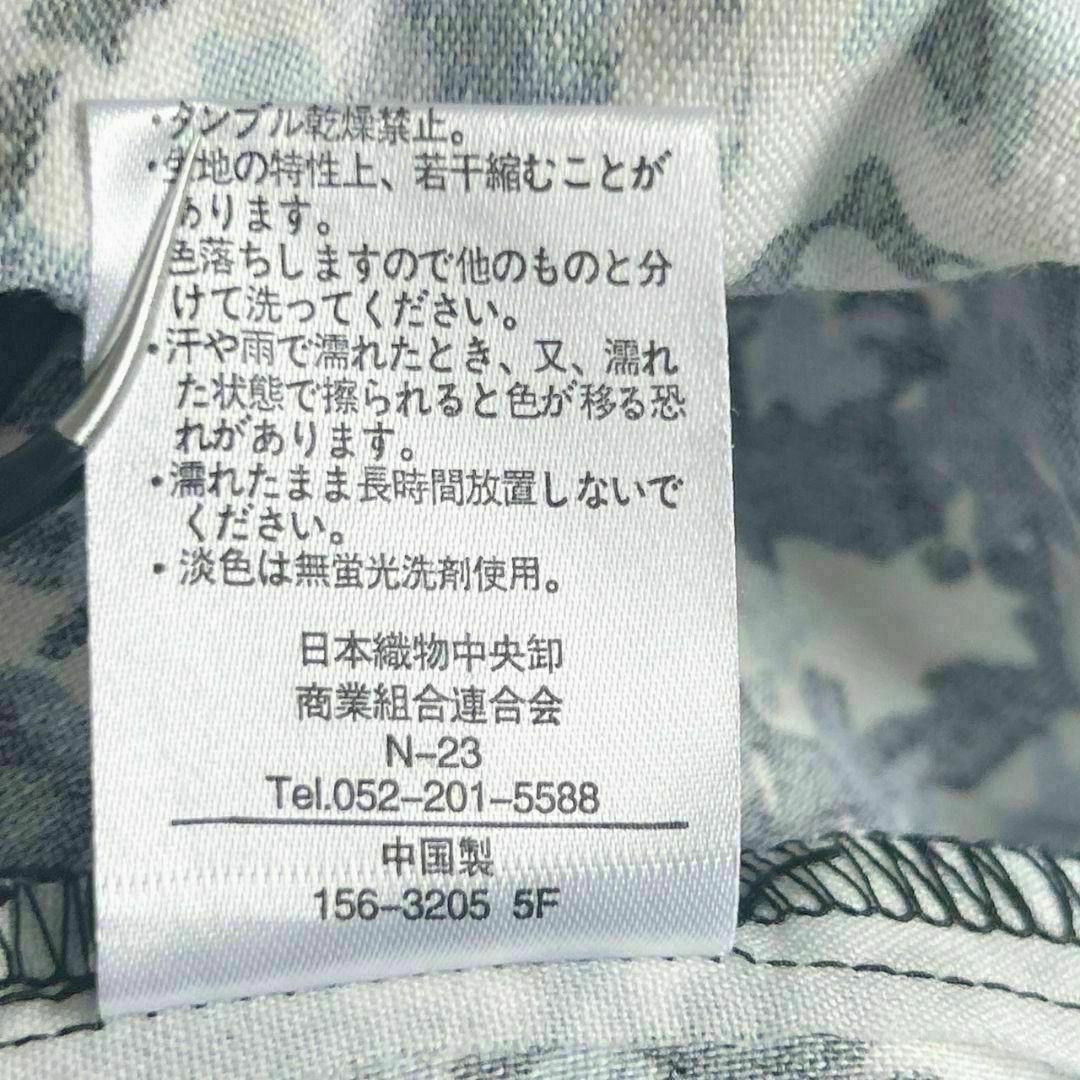 ・タンブル乾燥禁止。
・生地の特性上、若干縮むことが
あります。
色落ちしますので他のものと分
けて洗ってください。
・汗や雨で濡れたとき、又、濡れ
た状態で擦られると色が移る恐
れがあります。
・濡れたまま長時間放置しないで
ください。
・淡色は無蛍光洗剤使用。
日本織物中央卸
商業組合連合会
N-23
Tel.052-201-5588
中国製
156-3205 5F